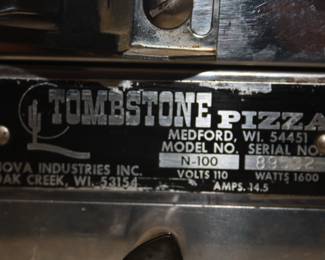 TOMBSTONE PIZZA
MEDFORD, WI. 54451
MODEL NO. SERIAL NO.
N-100
NOVA INDUSTRIES INC. VOLTS 110 WATTS 1600
OAK CREEK, WI. 53154 AMPS. 14.5